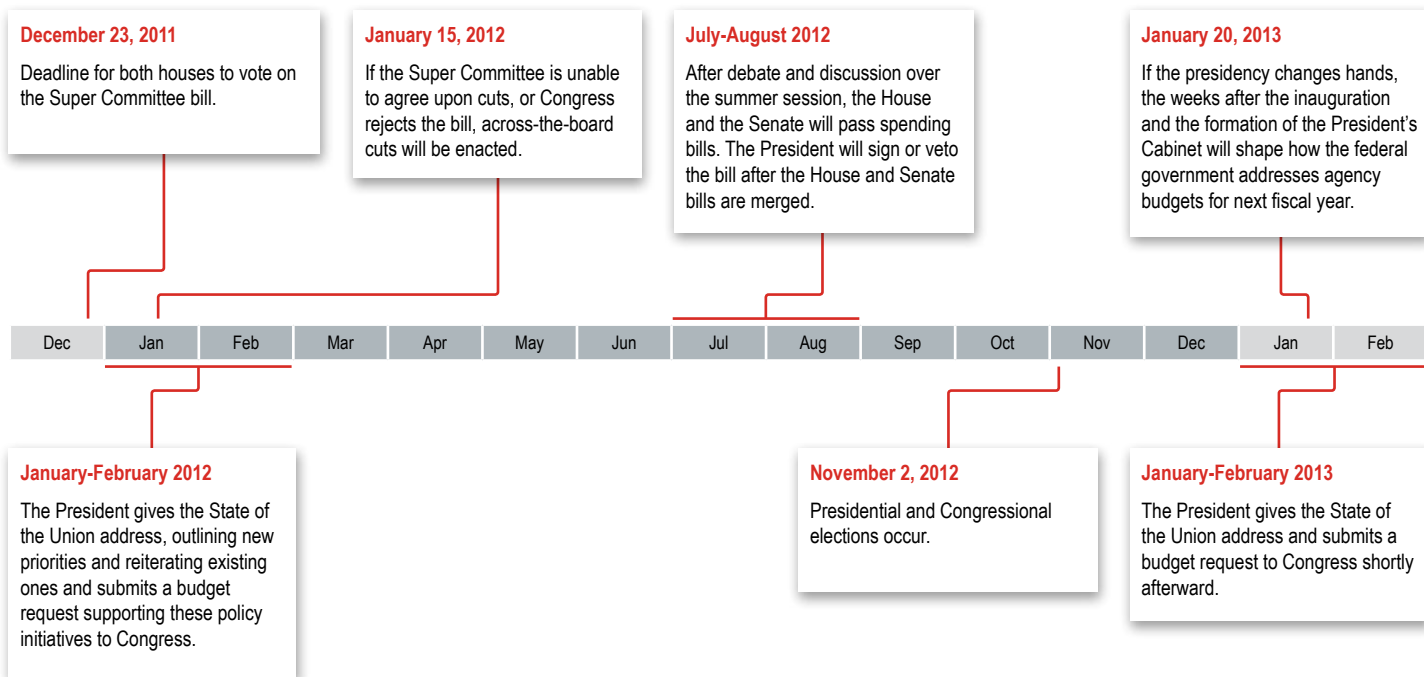 December 23, 2011
Deadline for both houses to vote on
the Super Committee bill.
January 15, 2012
If the Super Committee is unable
to agree upon cuts, or Congress
rejects the bill, across-the-board
cuts will be enacted.
July-August 2012
After debate and discussion over
the summer session, the House
and the Senate will pass spending
bills. The President will sign or veto
the bill after the House and Senate
bills are merged.
January 20, 2013
If the presidency changes hands,
the weeks after the inauguration
and the formation of the President's
Cabinet will shape how the federal
government addresses agency
budgets for next fiscal year.
Dec Jan Feb Mar Apr May Jun Jul Aug Sep Oct Nov Dec Jan Feb
January-February 2012
The President gives the State of
the Union address, outlining new
priorities and reiterating existing
ones and submits a budget
request supporting these policy
initiatives to Congress.
November 2, 2012
Presidential and Congressional
elections occur.
January-February 2013
The President gives the State of
the Union address and submits a
budget request to Congress shortly
afterward.